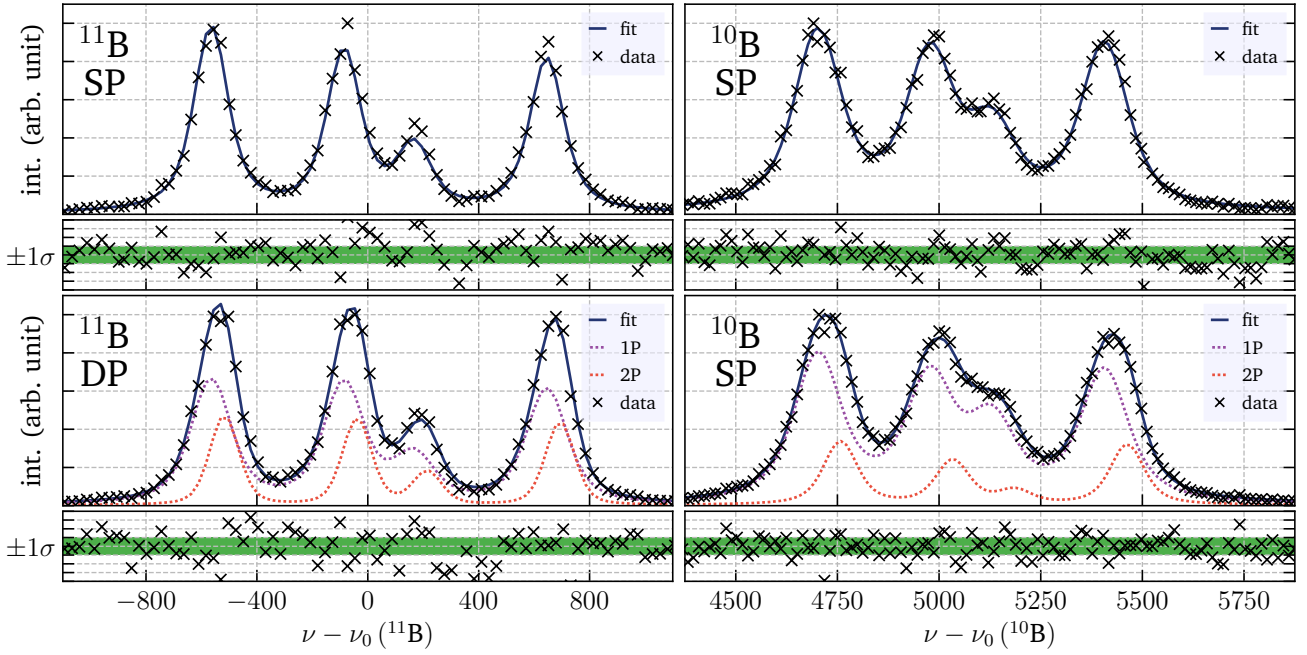 ¹¹B
SP
fit
data
int. (arb. unit)
¹⁰B
SP
fit
data
±1σ
¹¹B
DP
fit
1P
2P
data
int. (arb. unit)
¹⁰B
SP
fit
1P
2P
data
±1σ
−800 −400 0 400 800
ν − ν₀ (¹¹B)
4500 4750 5000 5250 5500 5750
ν − ν₀ (¹⁰B)